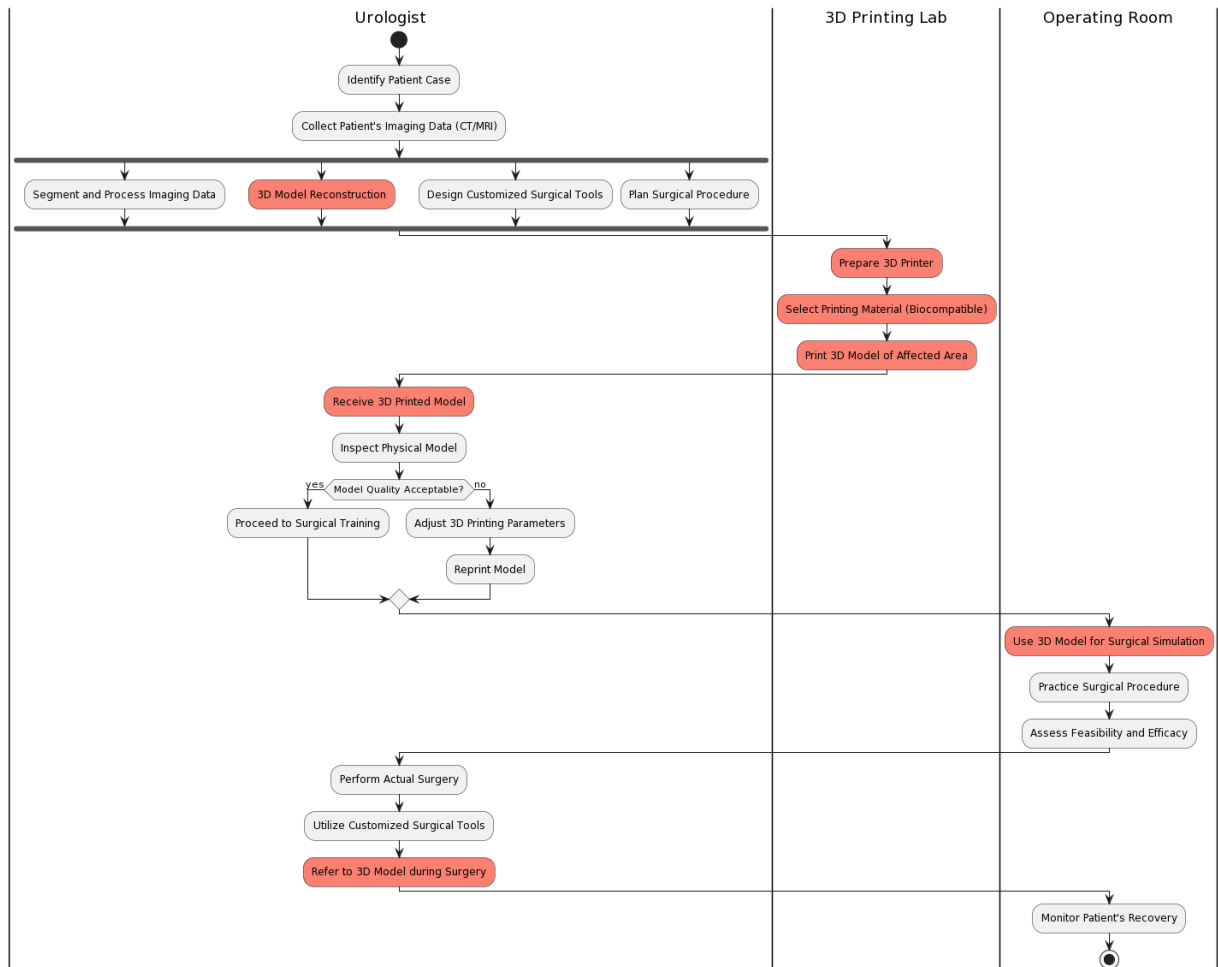 Urologist
3D Printing Lab
Operating Room
Identify Patient Case
Collect Patient's Imaging Data (CT/MRI)
Segment and Process Imaging Data
3D Model Reconstruction
Design Customized Surgical Tools
Plan Surgical Procedure
Prepare 3D Printer
Select Printing Material (Biocompatible)
Print 3D Model of Affected Area
Receive 3D Printed Model
Inspect Physical Model
yes
Model Quality Acceptable?
no
Proceed to Surgical Training
Adjust 3D Printing Parameters
Reprint Model
Use 3D Model for Surgical Simulation
Practice Surgical Procedure
Assess Feasibility and Efficacy
Perform Actual Surgery
Utilize Customized Surgical Tools
Refer to 3D Model during Surgery
Monitor Patient's Recovery